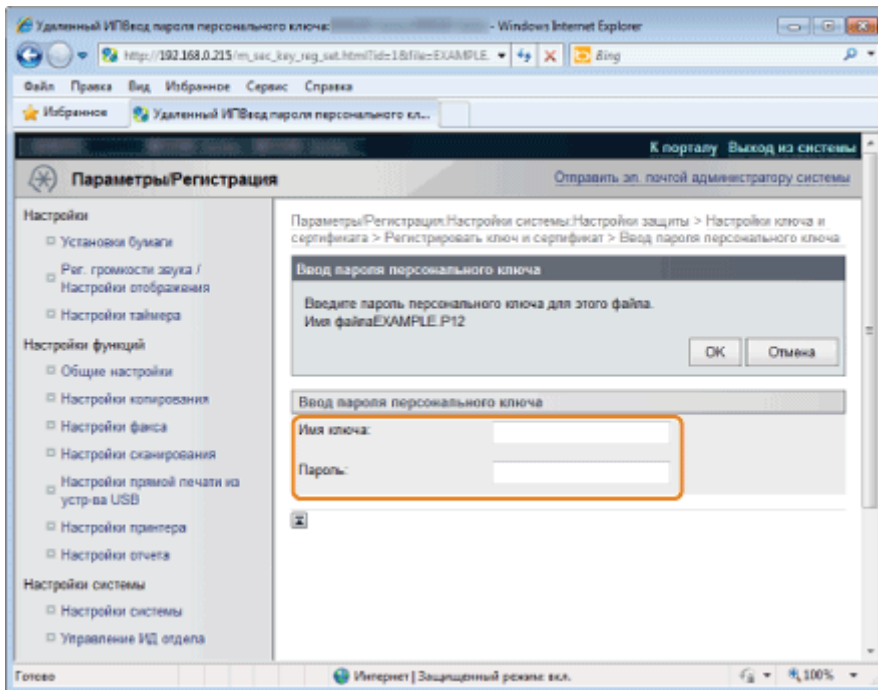 Удаленный ИПВвод пароля персонального ключа: - Windows Internet Explorer
http://192.168.0.215/m_sec_key_reg_set.html?id=1&file=EXAMPLE. Bing
Файл Правка Вид Избранное Сервис Справка
Избранное Удаленный ИПВвод пароля персонального кл...
К порталу Выход из системы
Параметры/Регистрация Отправить эл. почтой администратору системы
Настройки
Установки бумаги
Рег. громкости звука /
Настройки отображения
Настройки таймера
Настройки функций
Общие настройки
Настройки копирования
Настройки факса
Настройки сканирования
Настройки прямой печати из
устр-ва USB
Настройки принтера
Настройки отчета
Настройки системы
Настройки системы
Управление ИД отдела
Параметры/Регистрация:Настройки системы:Настройки защиты > Настройки ключа и
сертификата > Регистрировать ключ и сертификат > Ввод пароля персонального ключа
Ввод пароля персонального ключа
Введите пароль персонального ключа для этого файла.
Имя файлаEXAMPLE.P12
OK Отмена
Ввод пароля персонального ключа
Имя ключа:
Пароль:
Готово Интернет | Защищенный режим: вкл. 100%